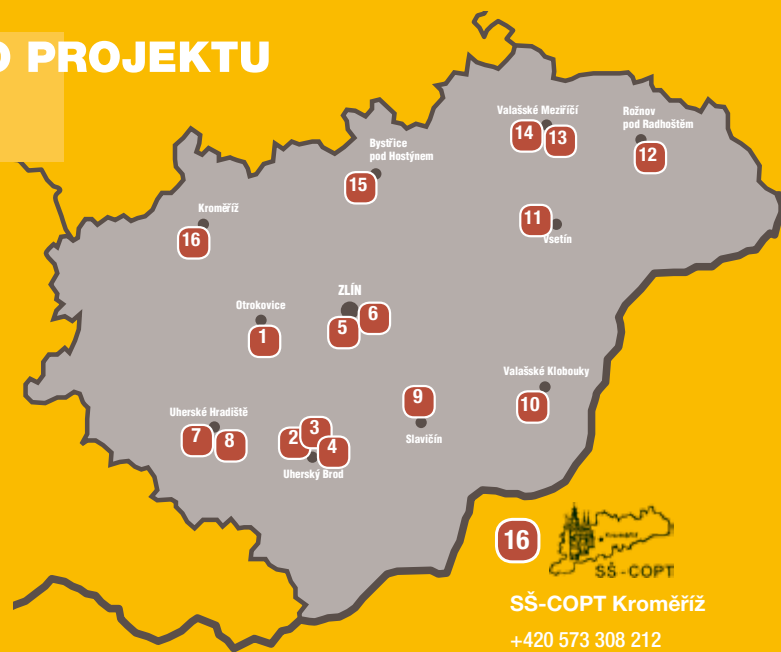 O PROJEKTU
Valašské Meziříčí
14
13
Rožnov
pod Radhoštěm
12
Bystřice
pod Hostýnem
15
Kroměříž
16
11
Vsetín
ZLÍN
5
6
Otrokovice
1
Valašské Klobouky
10
9
Slavičín
Uherské Hradiště
7
8
2
3
4
Uherský Brod
16
Kroměříž
SŠ-COPT
SŠ-COPT Kroměříž
+420 573 308 212